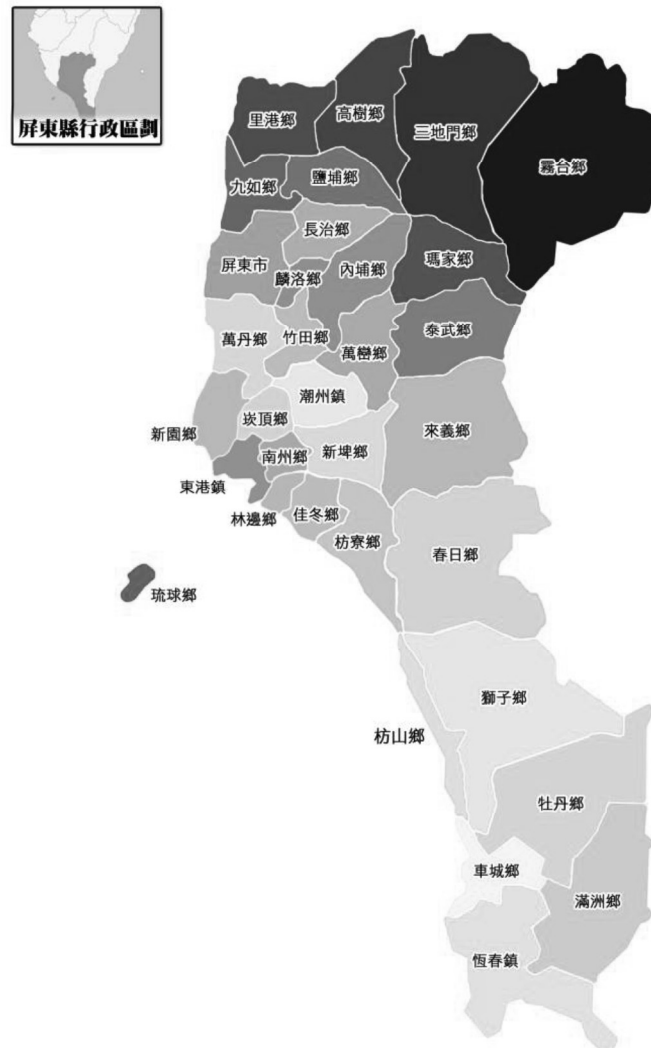 屏東縣行政區劃
里港鄉
高樹鄉
三地門鄉
霧台鄉
九如鄉
鹽埔鄉
長治鄉
屏東市
麟洛鄉
內埔鄉
瑪家鄉
萬丹鄉
竹田鄉
萬巒鄉
泰武鄉
潮州鎮
新園鄉
崁頂鄉
來義鄉
南州鄉
新埤鄉
東港鎮
林邊鄉
佳冬鄉
枋寮鄉
春日鄉
琉球鄉
獅子鄉
枋山鄉
牡丹鄉
車城鄉
滿洲鄉
恆春鎮